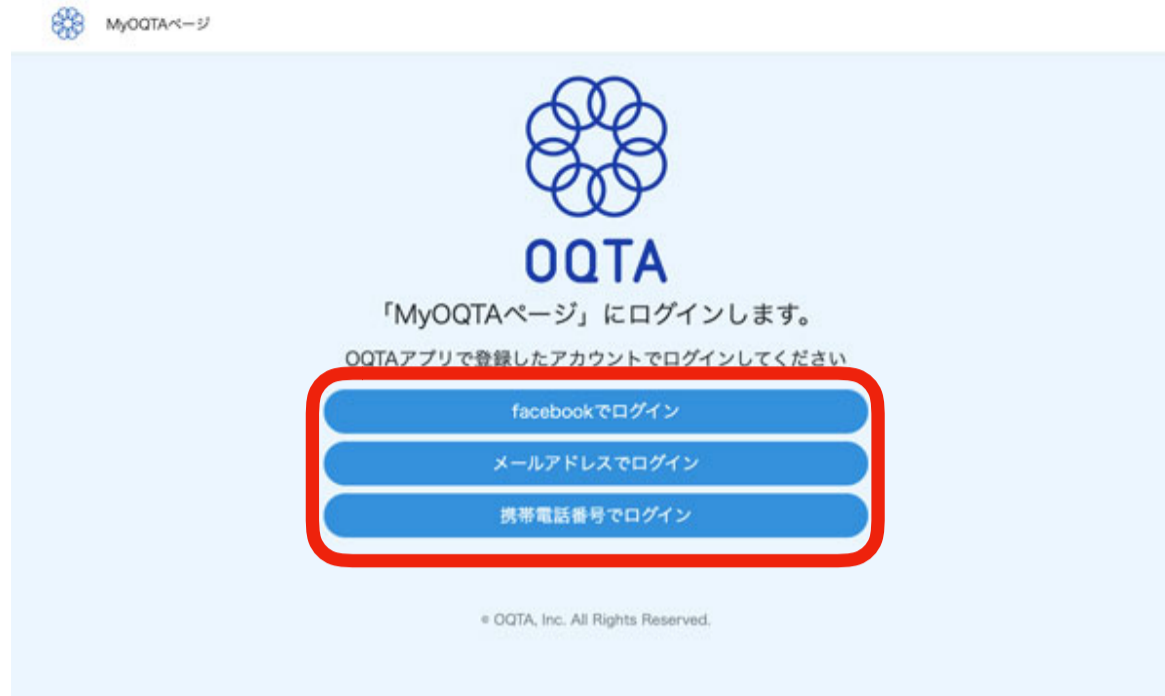 MyOQTAページ
OQTA
「MyOQTAページ」にログインします。
OQTAアプリで登録したアカウントでログインしてください
facebookでログイン
メールアドレスでログイン
携帯電話番号でログイン
© OQTA, Inc. All Rights Reserved.